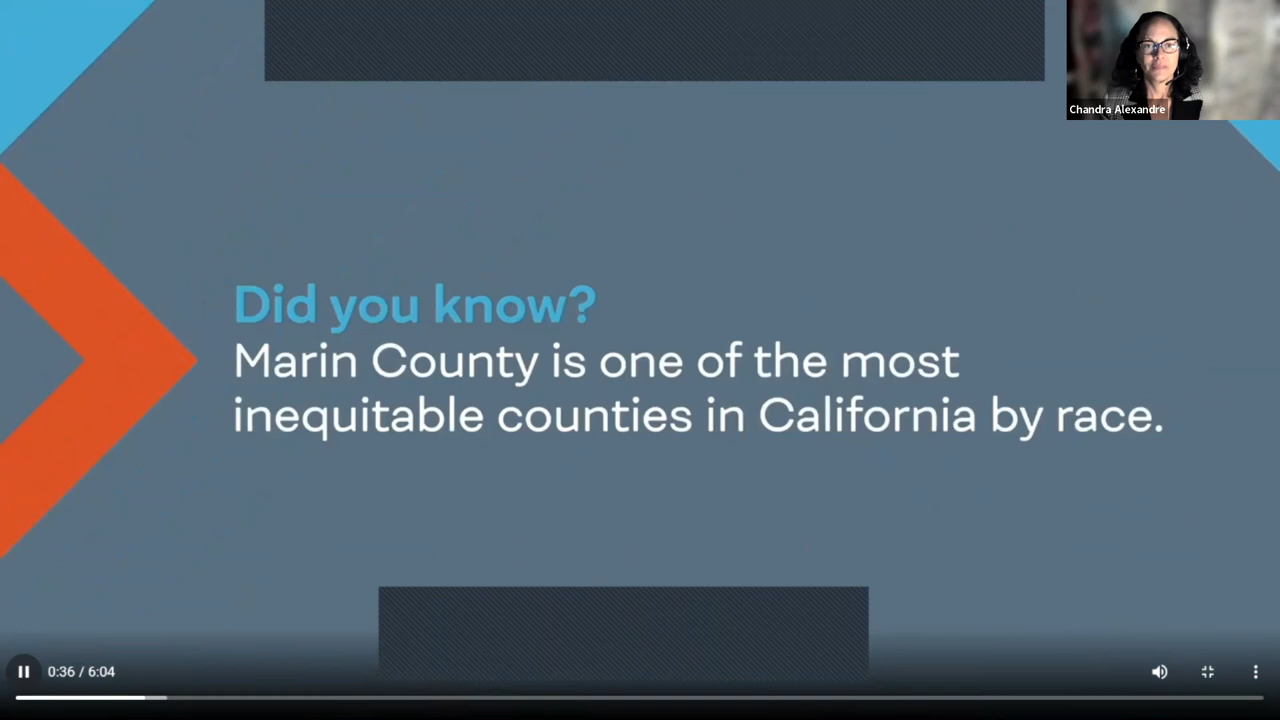 Chandra Alexandre
Did you know?
Marin County is one of the most
inequitable counties in California by race.
0:36 / 6:04